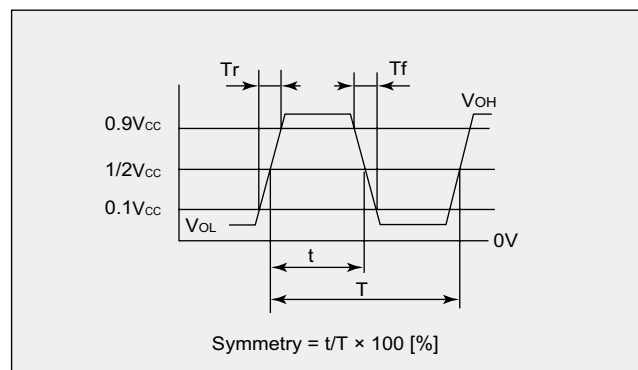 Tr
Tf
VOH
0.9Vcc
1/2Vcc
0.1Vcc
VOL
0V
t
T
Symmetry = t/T × 100 [%]